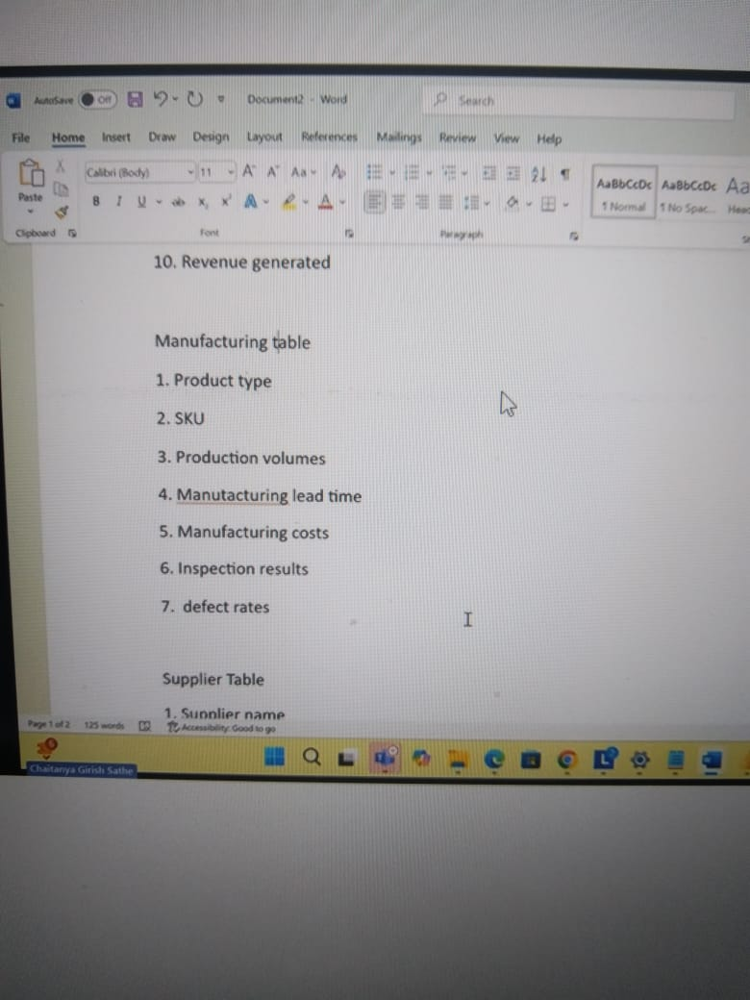 AutoSave Off Document2 - Word Search
File Home Insert Draw Design Layout References Mailings Review View Help
Paste Calibri (Body) 11 A A Aa A AaBbCcDc AaBbCcDc Aa
B I U ab x x A A ¶ Normal ¶ No Spac... Head
Clipboard Font Paragraph
10. Revenue generated
Manufacturing table
1. Product type
2. SKU
3. Production volumes
4. Manutacturing lead time
5. Manufacturing costs
6. Inspection results
7. defect rates
Supplier Table
1. Supplier name
Page 1 of 2 125 words Accessibility: Good to go
Chaitanya Girish Sathe